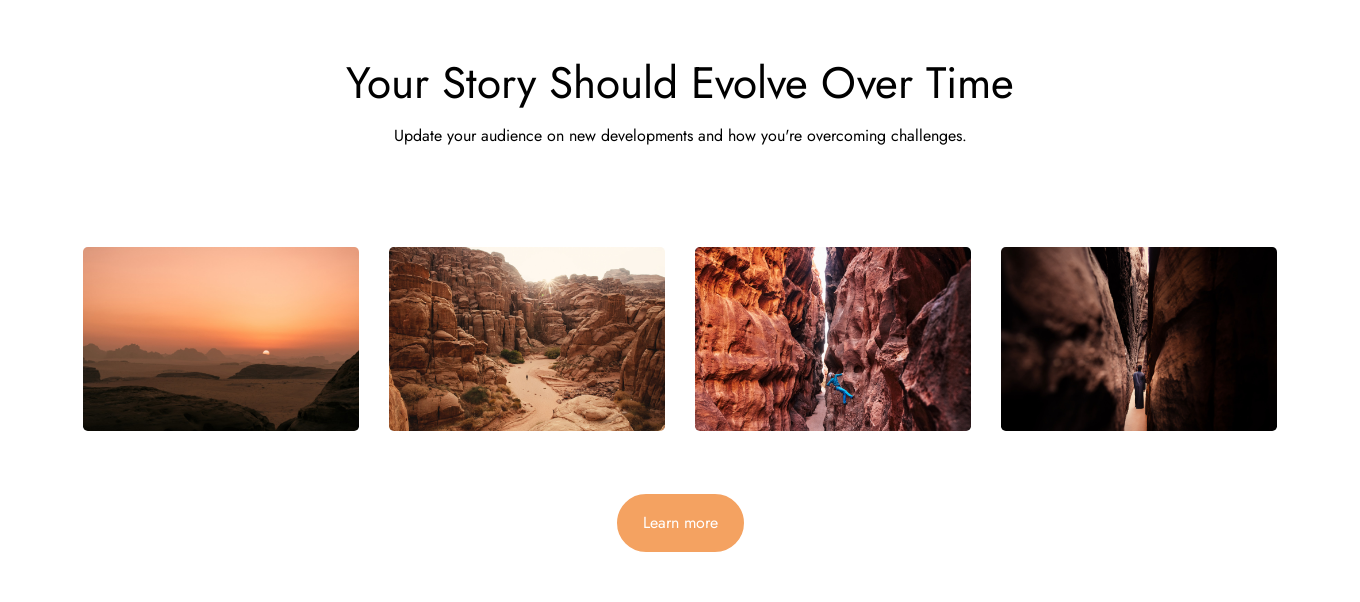 Your Story Should Evolve Over Time
Update your audience on new developments and how you're overcoming challenges.
Learn more